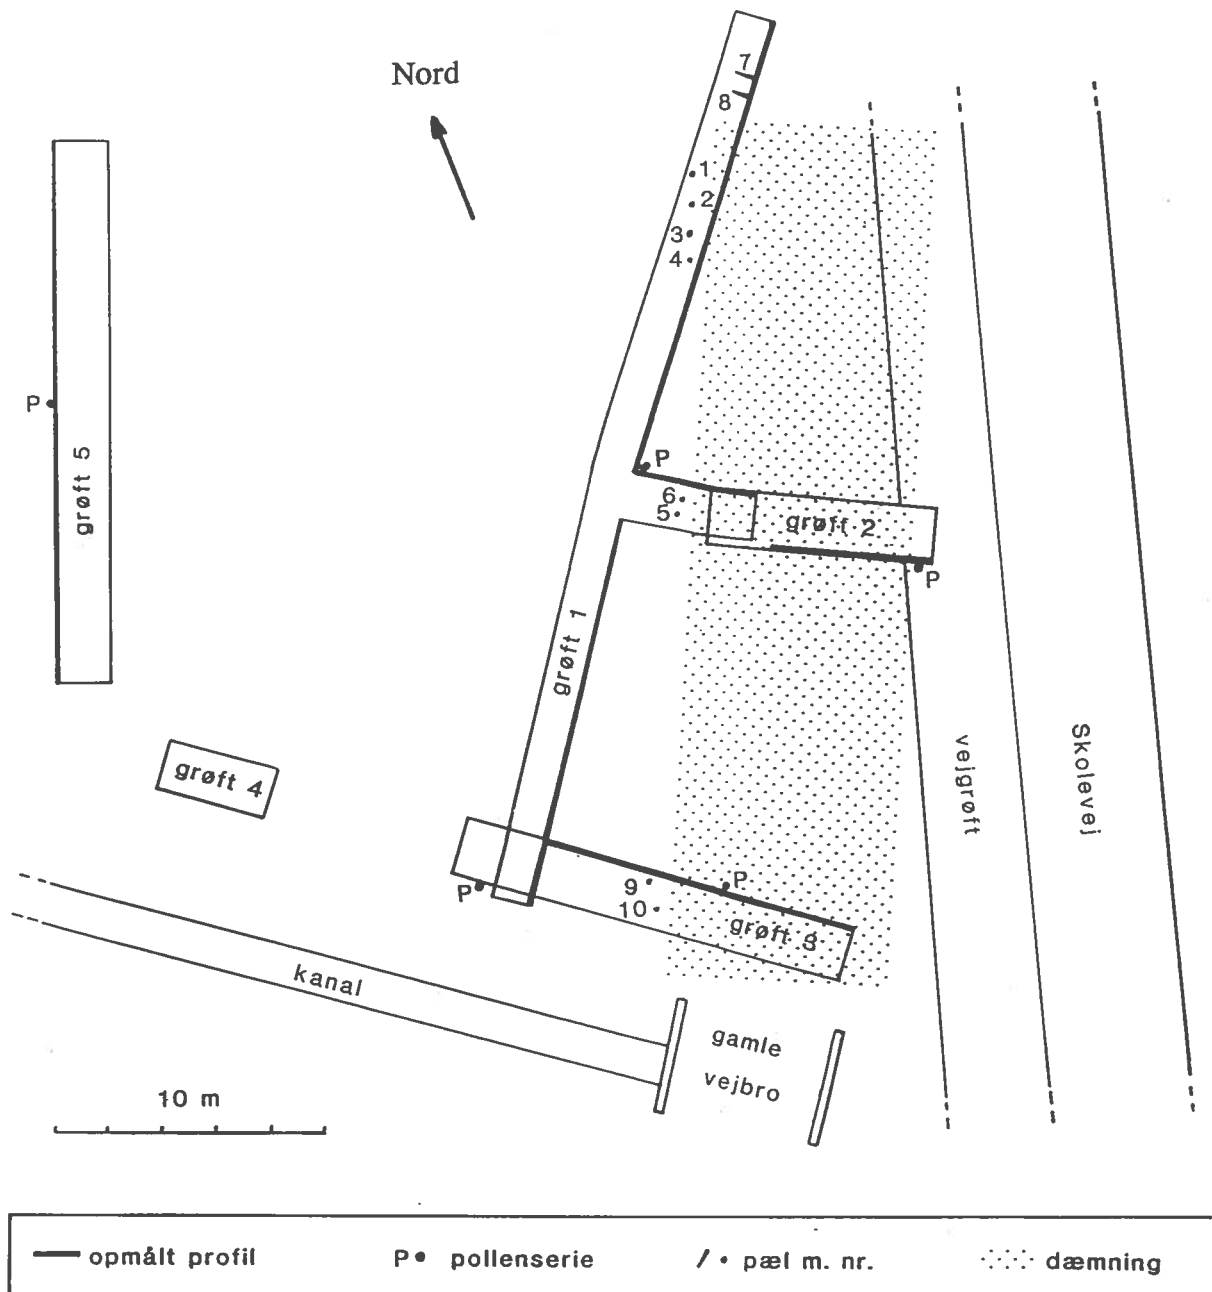 Nord
7
8
1
2
3
4
P
grøft 5
P
6
5
grøft 2
P
grøft 1
vejgrøft
Skolevej
grøft 4
P
9
P
10
grøft 3
kanal
gamle
vejbro
10 m
opmålt profil
P pollenserie
pæl m. nr.
dæmning